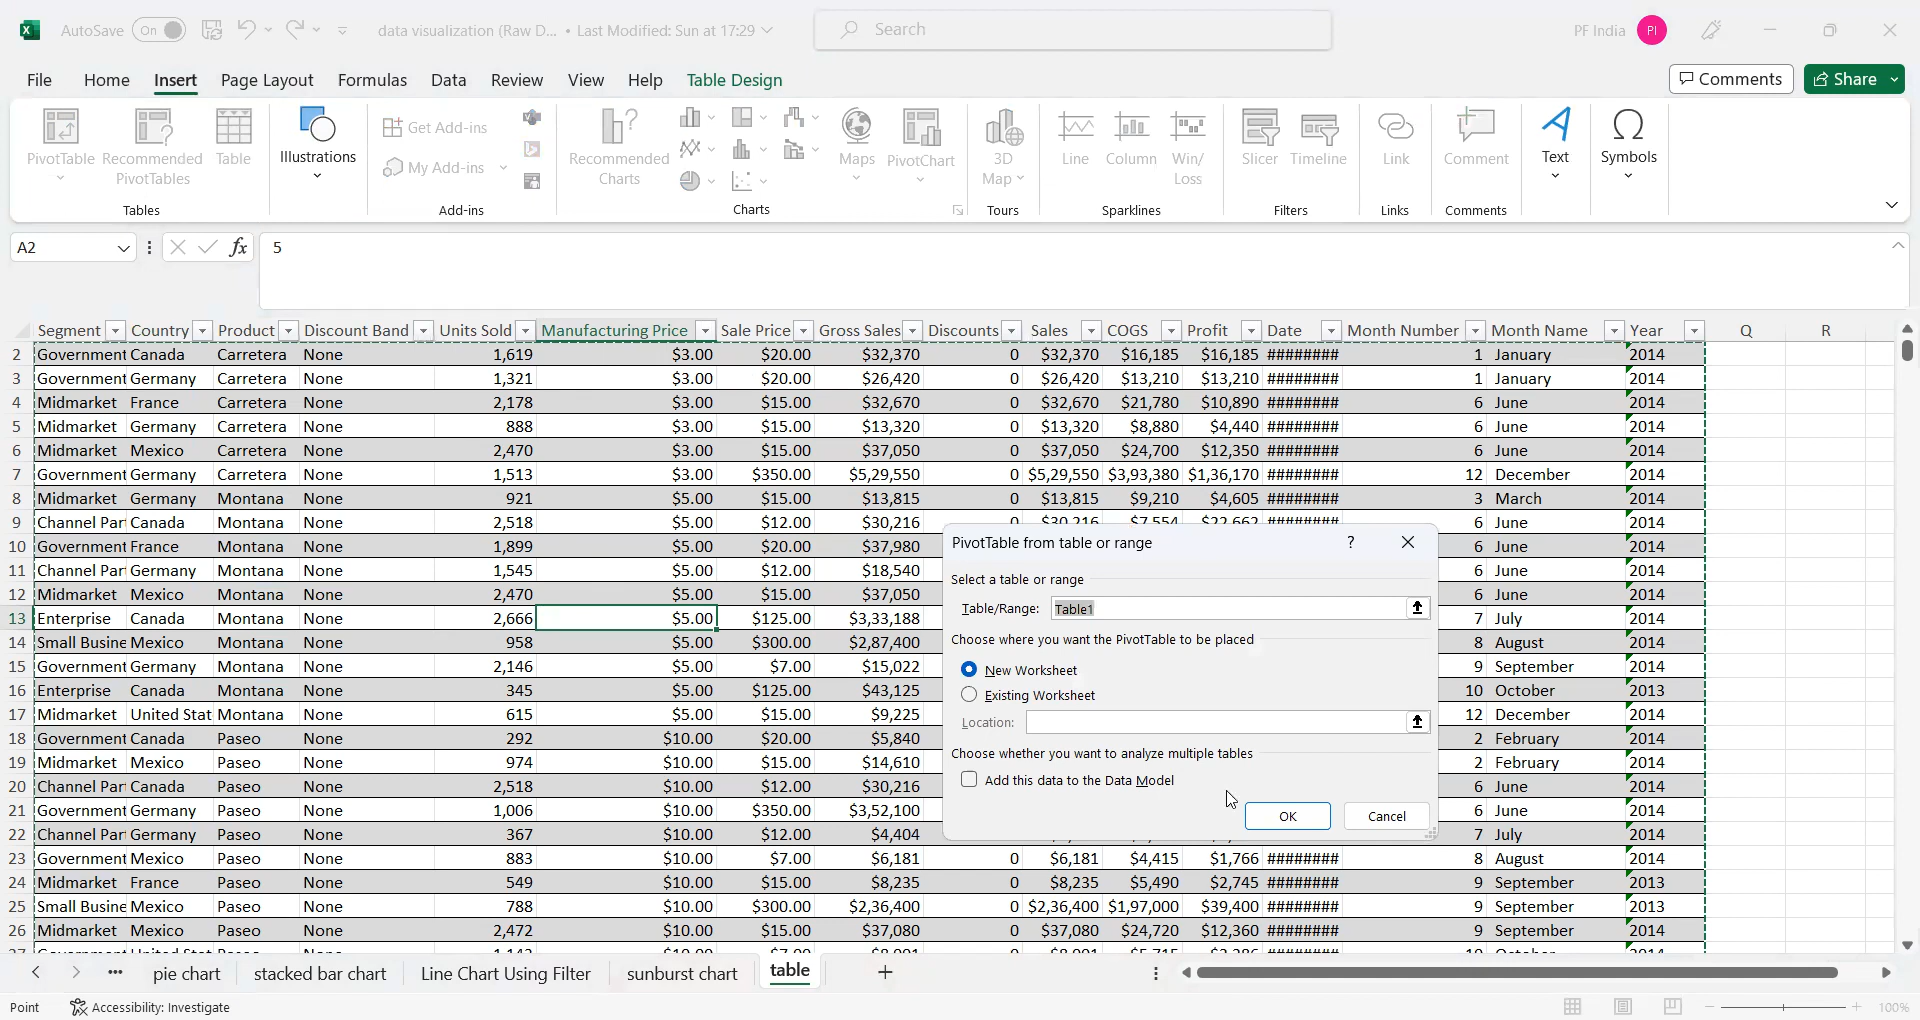 AutoSave On data visualization (Raw D... • Last Modified: Sun at 17:29 Search PF India PI
File Home Insert Page Layout Formulas Data Review View Help Table Design Comments Share
PivotTable Recommended PivotTables Table Illustrations Get Add-ins My Add-ins Recommended Charts Maps PivotChart 3D Map Line Column Win/Loss Slicer Timeline Link Comment Text Symbols
Tables Add-ins Charts Tours Sparklines Filters Links Comments
A2 fx 5
Segment Country Product Discount Band Units Sold Manufacturing Price Sale Price Gross Sales Discounts Sales COGS Profit Date Month Number Month Name Year Q R
2 Government Canada Carretera None 1,619 $3.00 $20.00 $32,370 0 $32,370 $16,185 $16,185 ######## 1 January 2014
3 Government Germany Carretera None 1,321 $3.00 $20.00 $26,420 0 $26,420 $13,210 $13,210 ######## 1 January 2014
4 Midmarket France Carretera None 2,178 $3.00 $15.00 $32,670 0 $32,670 $21,780 $10,890 ######## 6 June 2014
5 Midmarket Germany Carretera None 888 $3.00 $15.00 $13,320 0 $13,320 $8,880 $4,440 ######## 6 June 2014
6 Midmarket Mexico Carretera None 2,470 $3.00 $15.00 $37,050 0 $37,050 $24,700 $12,350 ######## 6 June 2014
7 Government Germany Carretera None 1,513 $3.00 $350.00 $5,29,550 0 $5,29,550 $3,93,380 $1,36,170 ######## 12 December 2014
8 Midmarket Germany Montana None 921 $5.00 $15.00 $13,815 0 $13,815 $9,210 $4,605 ######## 3 March 2014
9 Channel Par Canada Montana None 2,518 $5.00 $12.00 $30,216 0 $30,216 $7,554 $22,662 ######## 6 June 2014
10 Government France Montana None 1,899 $5.00 $20.00 $37,980 6 June 2014
11 Channel Par Germany Montana None 1,545 $5.00 $12.00 $18,540 6 June 2014
12 Midmarket Mexico Montana None 2,470 $5.00 $15.00 $37,050 6 June 2014
13 Enterprise Canada Montana None 2,666 $5.00 $125.00 $3,33,188 7 July 2014
14 Small Busine Mexico Montana None 958 $5.00 $300.00 $2,87,400 8 August 2014
15 Government Germany Montana None 2,146 $5.00 $7.00 $15,022 9 September 2014
16 Enterprise Canada Montana None 345 $5.00 $125.00 $43,125 10 October 2013
17 Midmarket United Stat Montana None 615 $5.00 $15.00 $9,225 12 December 2014
18 Government Canada Paseo None 292 $10.00 $20.00 $5,840 2 February 2014
19 Midmarket Mexico Paseo None 974 $10.00 $15.00 $14,610 2 February 2014
20 Channel Par Canada Paseo None 2,518 $10.00 $12.00 $30,216 6 June 2014
21 Government Germany Paseo None 1,006 $10.00 $350.00 $3,52,100 6 June 2014
22 Channel Par Germany Paseo None 367 $10.00 $12.00 $4,404 7 July 2014
23 Government Mexico Paseo None 883 $10.00 $7.00 $6,181 0 $6,181 $4,415 $1,766 ######## 8 August 2014
24 Midmarket France Paseo None 549 $10.00 $15.00 $8,235 0 $8,235 $5,490 $2,745 ######## 9 September 2013
25 Small Busine Mexico Paseo None 788 $10.00 $300.00 $2,36,400 0 $2,36,400 $1,97,000 $39,400 ######## 9 September 2013
26 Midmarket Mexico Paseo None 2,472 $10.00 $15.00 $37,080 0 $37,080 $24,720 $12,360 ######## 9 September 2014
PivotTable from table or range ?
Select a table or range
Table/Range: Table1
Choose where you want the PivotTable to be placed
New Worksheet
Existing Worksheet
Location:
Choose whether you want to analyze multiple tables
Add this data to the Data Model
OK Cancel
pie chart stacked bar chart Line Chart Using Filter sunburst chart table
Point Accessibility: Investigate 100%